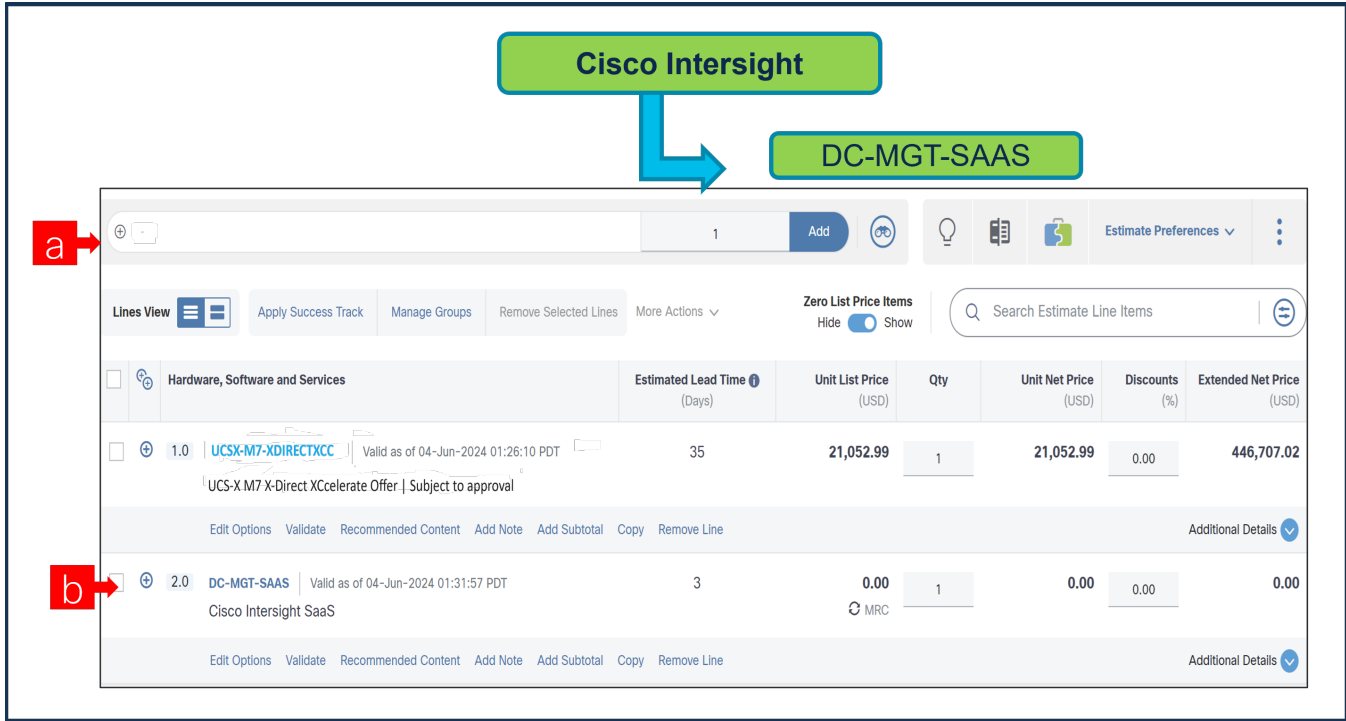 Cisco Intersight
DC-MGT-SAAS
a
1
Add
Estimate Preferences
Lines View
Apply Success Track
Manage Groups
Remove Selected Lines
More Actions
Zero List Price Items
Hide Show
Search Estimate Line Items
Hardware, Software and Services
Estimated Lead Time
(Days)
Unit List Price
(USD)
Qty
Unit Net Price
(USD)
Discounts
(%)
Extended Net Price
(USD)
1.0 UCSX-M7-XDIRECTXCC Valid as of 04-Jun-2024 01:26:10 PDT 35 21,052.99 1 21,052.99 0.00 446,707.02
UCS-X M7 X-Direct XCcelerate Offer | Subject to approval
Edit Options Validate Recommended Content Add Note Add Subtotal Copy Remove Line Additional Details
b
2.0 DC-MGT-SAAS Valid as of 04-Jun-2024 01:31:57 PDT 3 0.00 1 0.00 0.00 0.00
MRC
Cisco Intersight SaaS
Edit Options Validate Recommended Content Add Note Add Subtotal Copy Remove Line Additional Details